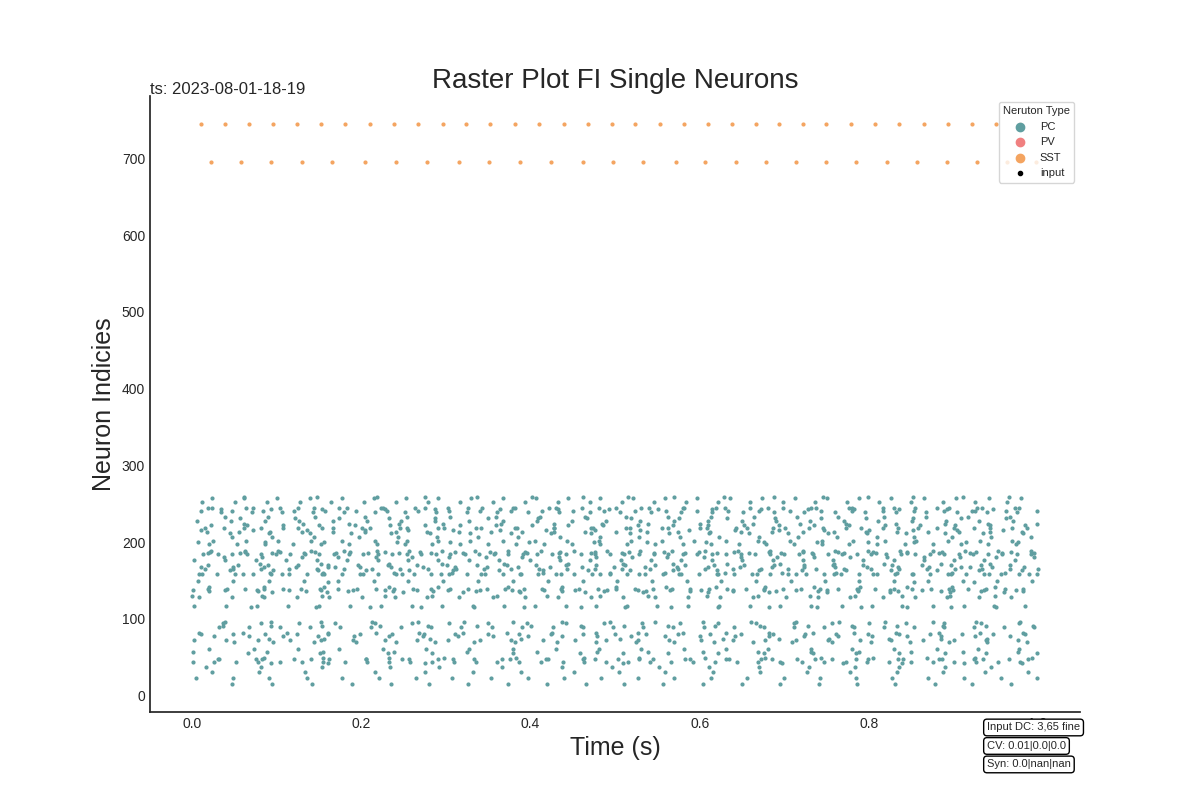 Raster Plot FI Single Neurons
ts: 2023-08-01-18-19
Neruton Type
PC
PV
SST
input
700
600
500
400
300
200
100
0
Neuron Indicies
0.0 0.2 0.4 0.6 0.8
Time (s)
Input DC: 3,65 fine
CV: 0.01|0.0|0.0
Syn: 0.0|nan|nan